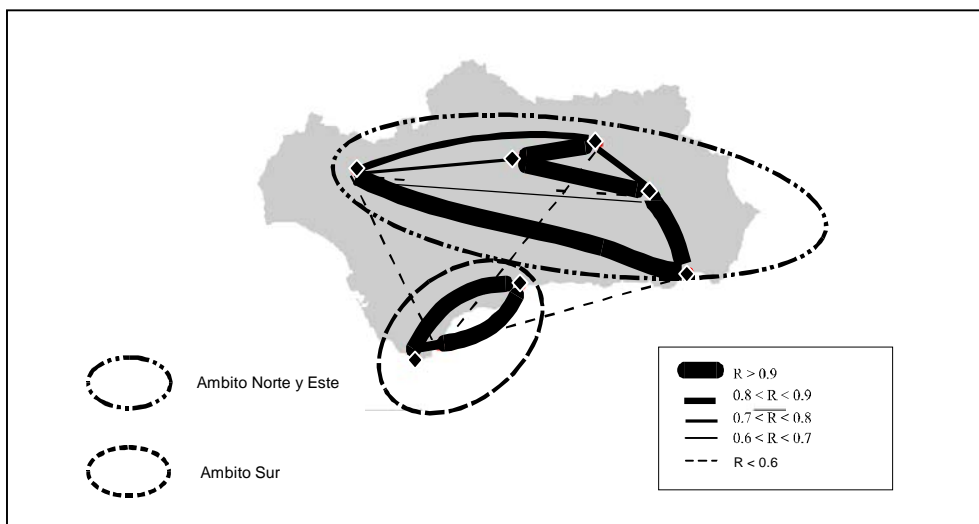 Ambito Norte y Este
Ambito Sur
R > 0.9
0.8 < R < 0.9
0.7 < R < 0.8
0.6 < R < 0.7
R < 0.6